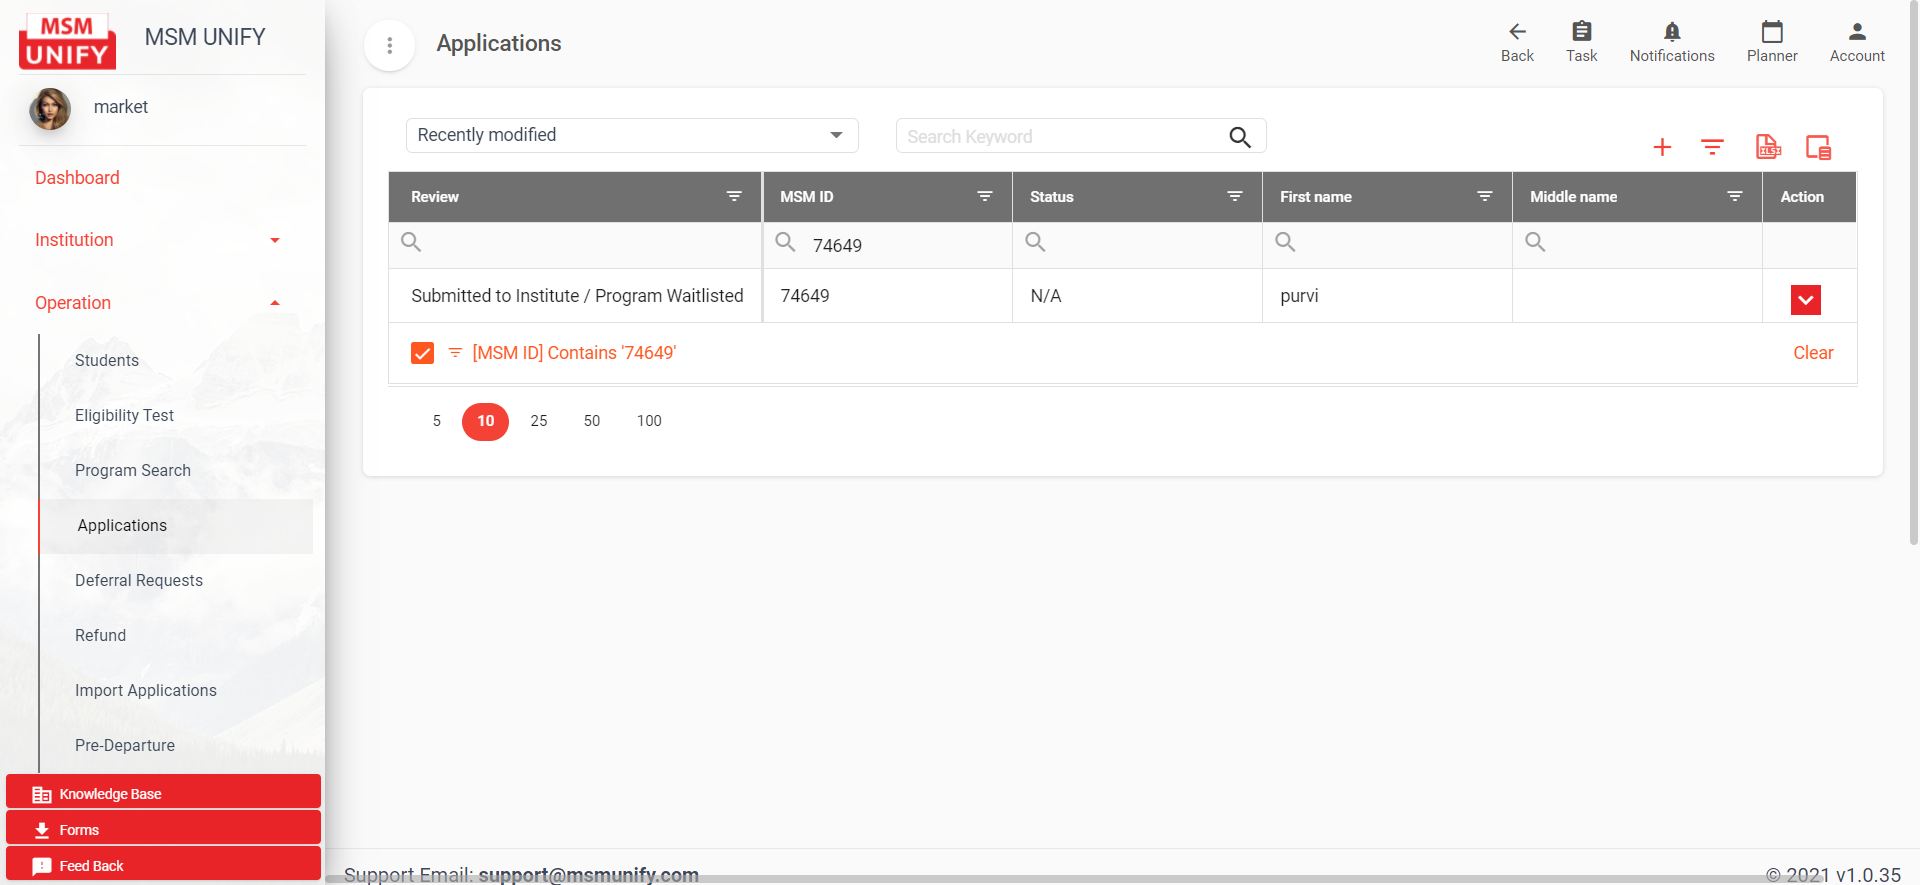 MSM
UNIFY
MSM UNIFY
market
Dashboard
Institution
Operation
Students
Eligibility Test
Program Search
Applications
Deferral Requests
Refund
Import Applications
Pre-Departure
Knowledge Base
Forms
Feed Back
Applications
Back
Task
Notifications
Planner
Account
Recently modified
Search Keyword
XLSX
Review
MSM ID
Status
First name
Middle name
Action
74649
Submitted to Institute / Program Waitlisted
74649
N/A
purvi
[MSM ID] Contains '74649'
Clear
5
10
25
50
100
Support Email: support@msmunify.com
© 2021 v1.0.35